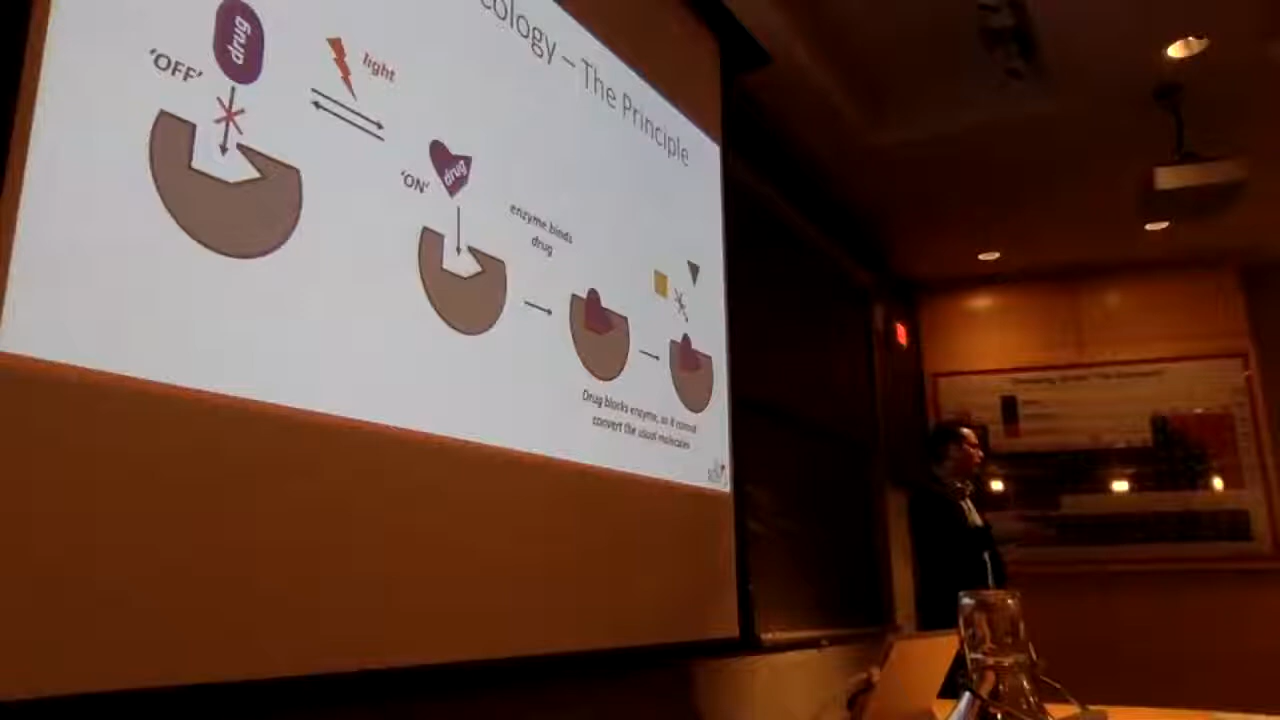 cology – The Principle
drug
'OFF'
light
drug
'ON'
enzyme binds
drug
Drug blocks enzyme, so it cannot
convert the usual molecules